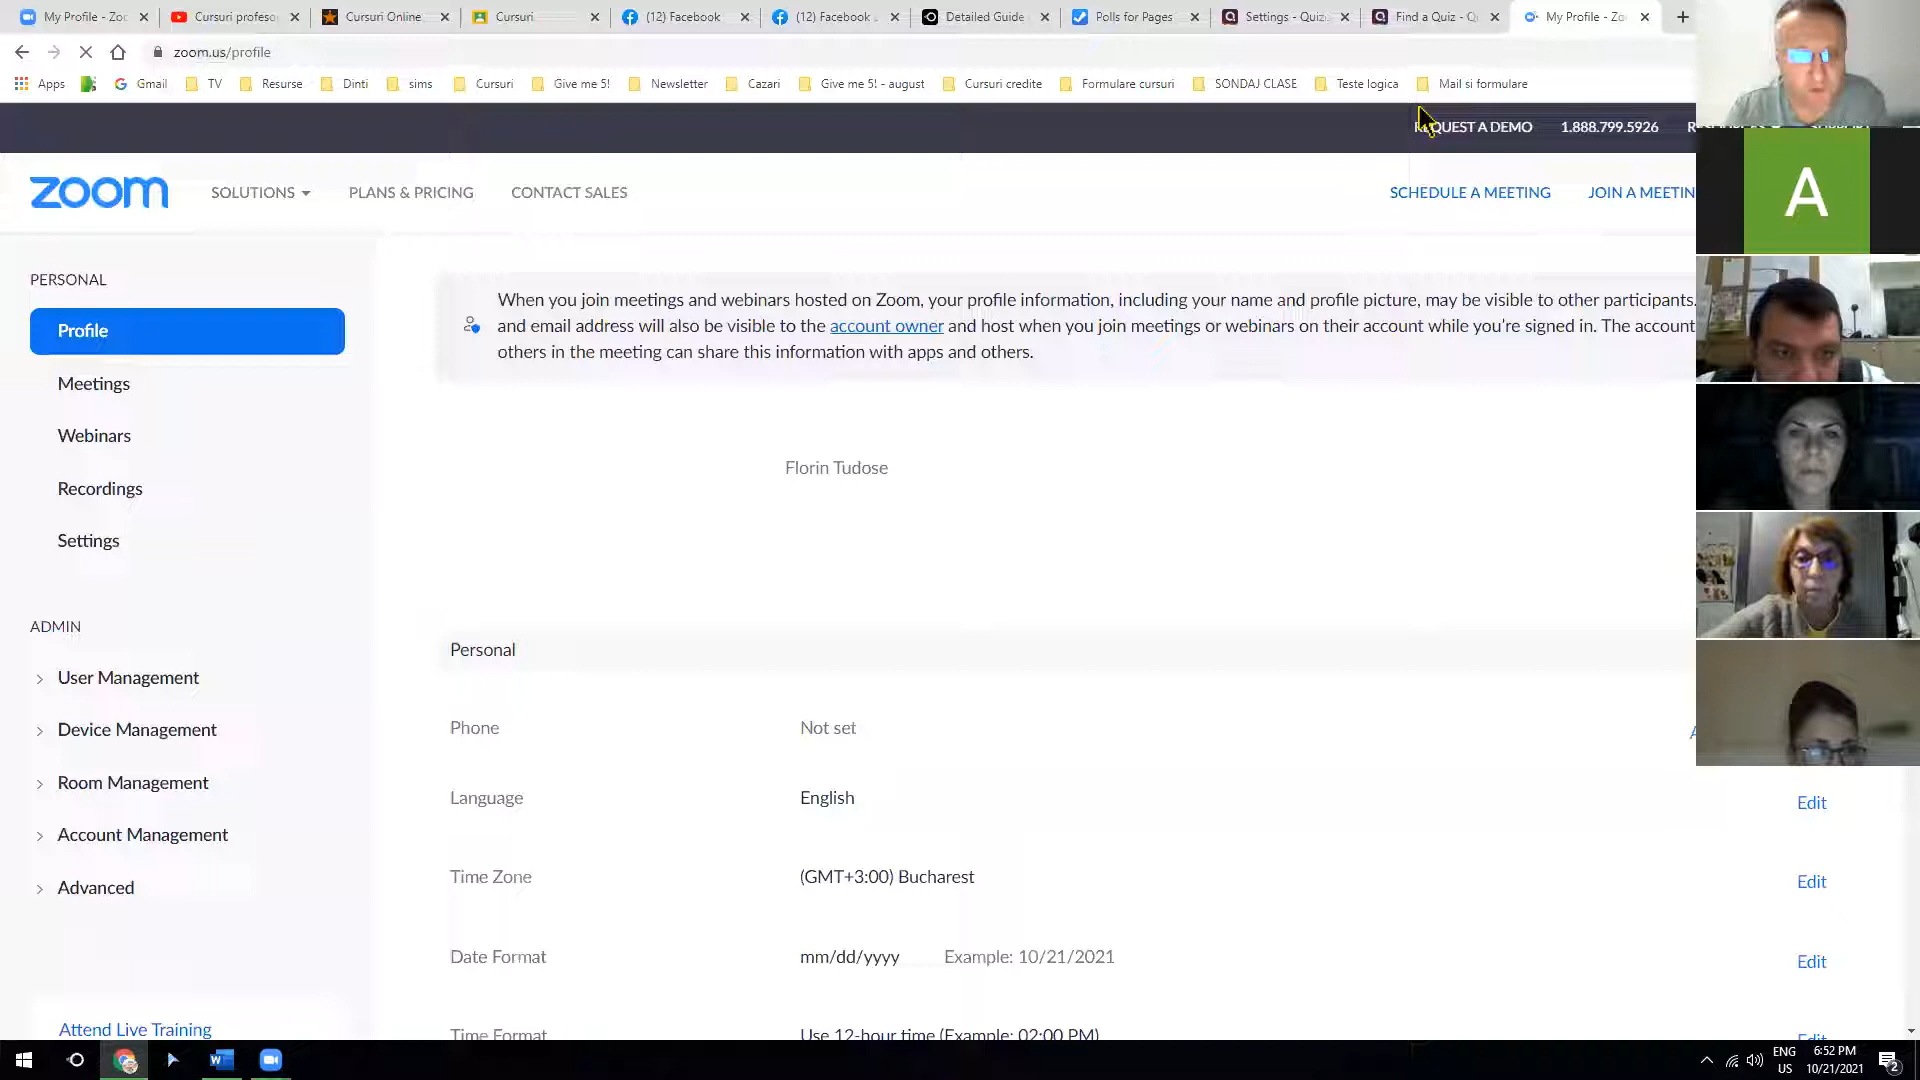 My Profile - Zo
Cursuri profeso
Cursuri Online
Cursuri
(12) Facebook
(12) Facebook
Detailed Guide
Polls for Pages
Settings - Quiz
Find a Quiz - Q
My Profile - Zo
zoom.us/profile
Apps
Gmail
TV
Resurse
Dinti
sims
Cursuri
Give me 5!
Newsletter
Cazari
Give me 5! - august
Cursuri credite
Formulare cursuri
SONDAJ CLASE
Teste logica
Mail si formulare
REQUEST A DEMO
1.888.799.5926
zoom
SOLUTIONS
PLANS & PRICING
CONTACT SALES
SCHEDULE A MEETING
JOIN A MEETIN
A
PERSONAL
Profile
Meetings
Webinars
Recordings
Settings
ADMIN
User Management
Device Management
Room Management
Account Management
Advanced
Attend Live Training
When you join meetings and webinars hosted on Zoom, your profile information, including your name and profile picture, may be visible to other participants.
and email address will also be visible to the account owner and host when you join meetings or webinars on their account while you're signed in. The account
others in the meeting can share this information with apps and others.
Florin Tudose
Personal
Phone Not set
Language English Edit
Time Zone (GMT+3:00) Bucharest Edit
Date Format mm/dd/yyyy Example: 10/21/2021 Edit
Time Format Use 12-hour time (Example: 02:00 PM)
ENG
US
6:52 PM
10/21/2021
2